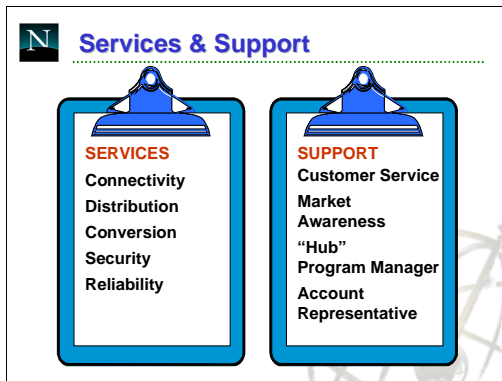 N
Services & Support
SERVICES
Connectivity
Distribution
Conversion
Security
Reliability
SUPPORT
Customer Service
Market
Awareness
“Hub”
Program Manager
Account
Representative